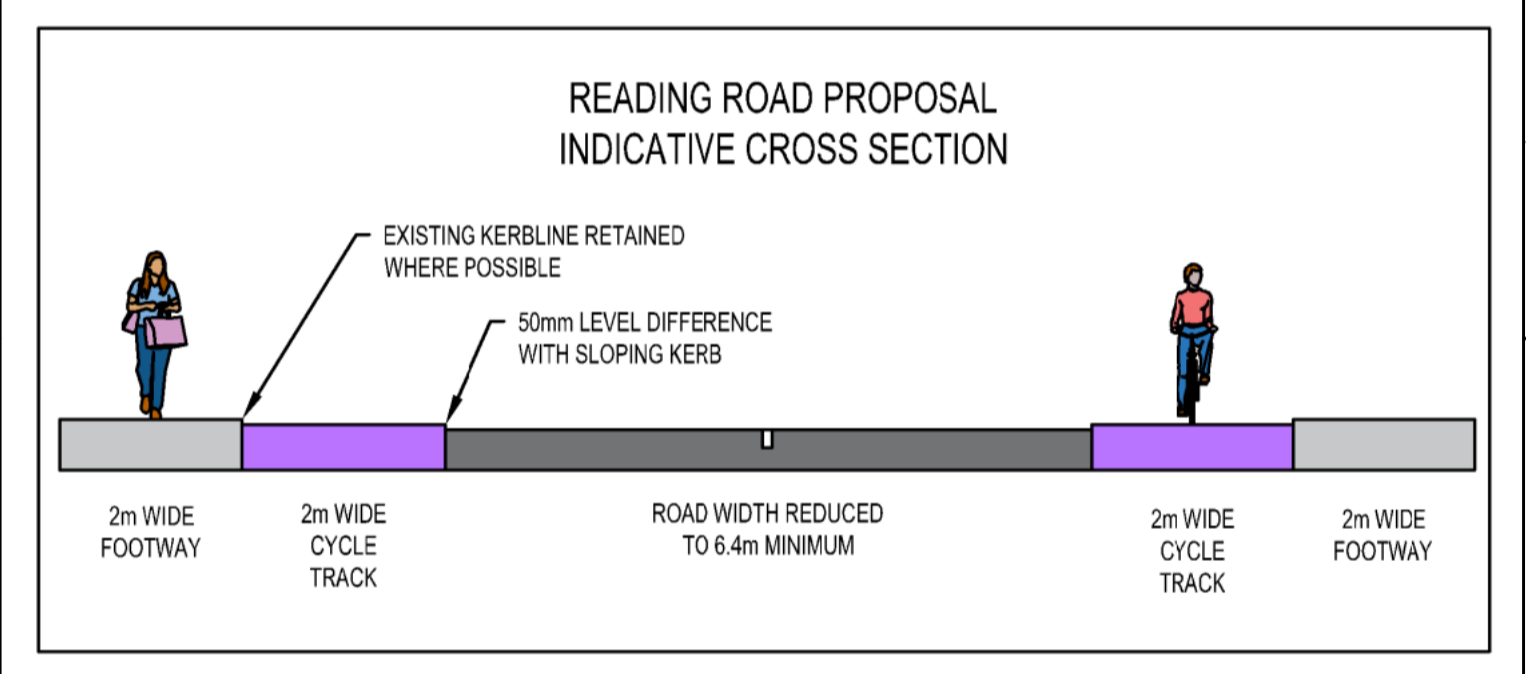 READING ROAD PROPOSAL
INDICATIVE CROSS SECTION
EXISTING KERBLINE RETAINED
WHERE POSSIBLE
50mm LEVEL DIFFERENCE
WITH SLOPING KERB
2m WIDE
FOOTWAY
2m WIDE
CYCLE
TRACK
ROAD WIDTH REDUCED
TO 6.4m MINIMUM
2m WIDE
CYCLE
TRACK
2m WIDE
FOOTWAY